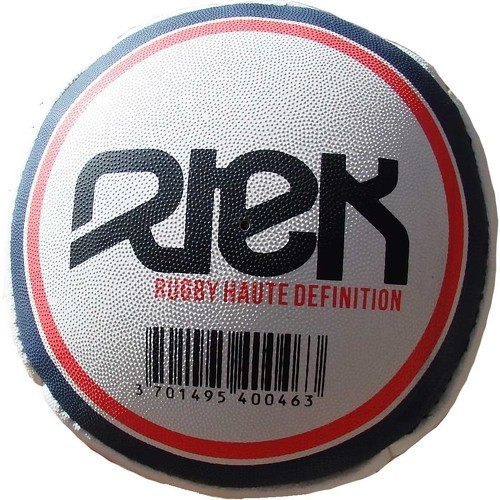 RIEK
RUGBY HAUTE DEFINITION
3 701495 400463